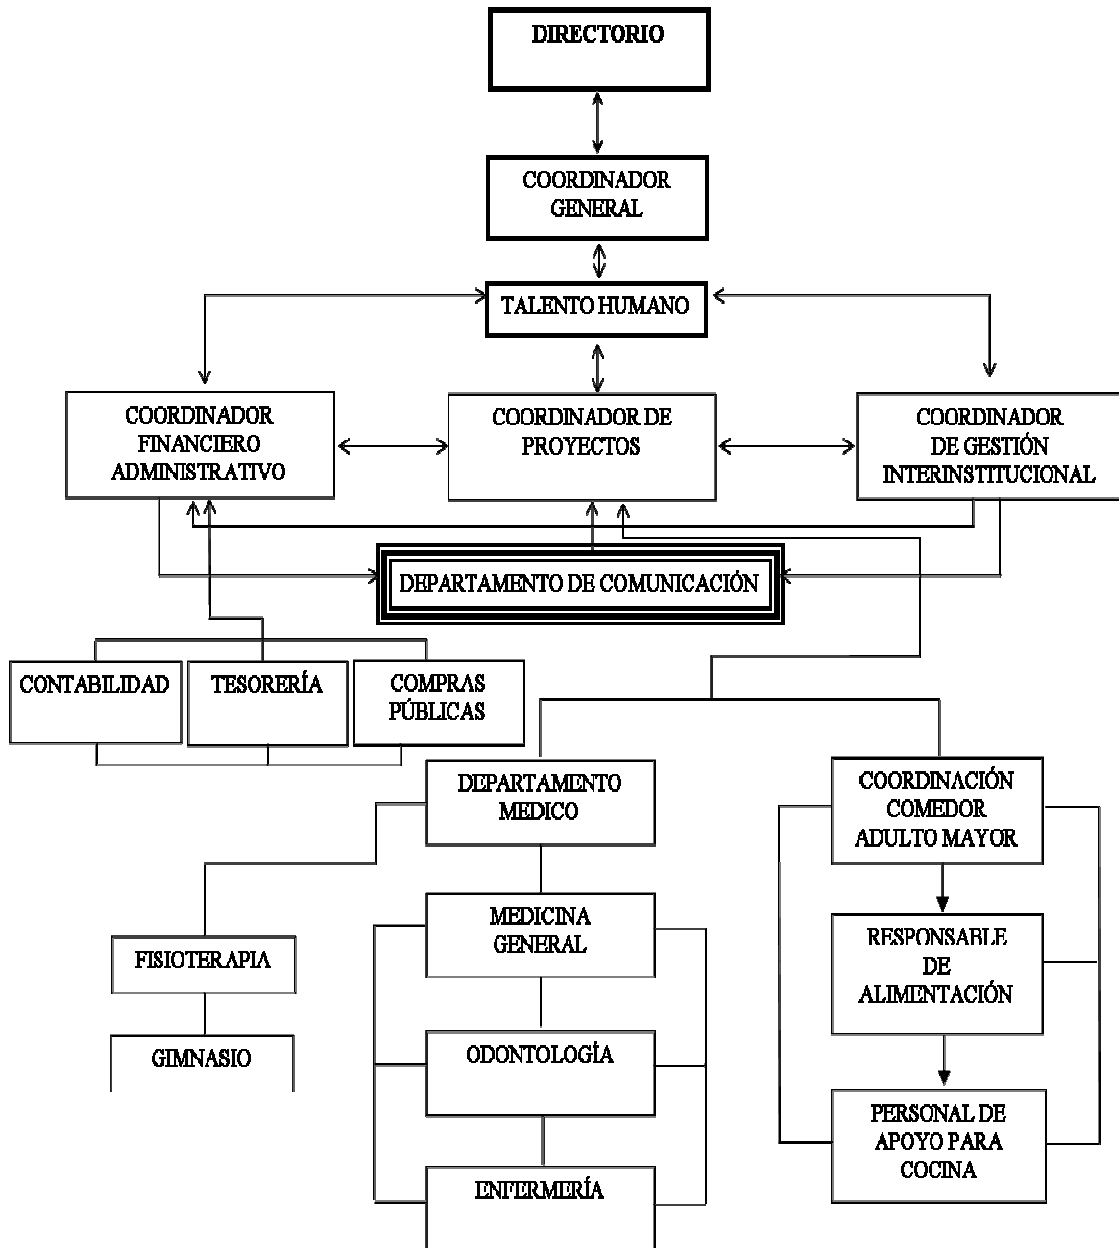 DIRECTORIO
COORDINADOR
GENERAL
TALENTO HUMANO
COORDINADOR
FINANCIERO
ADMINISTRATIVO
COORDINADOR DE
PROYECTOS
COORDINADOR
DE GESTIÓN
INTERINSTITUCIONAL
DEPARTAMENTO DE COMUNICACIÓN
CONTABILIDAD
TESORERÍA
COMPRAS
PÚBLICAS
DEPARTAMENTO
MEDICO
COORDINACIÓN
COMEDOR
ADULTO MAYOR
MEDICINA
GENERAL
RESPONSABLE
DE
ALIMENTACIÓN
FISIOTERAPIA
GIMNASIO
ODONTOLOGÍA
PERSONAL DE
APOYO PARA
COCINA
ENFERMERÍA